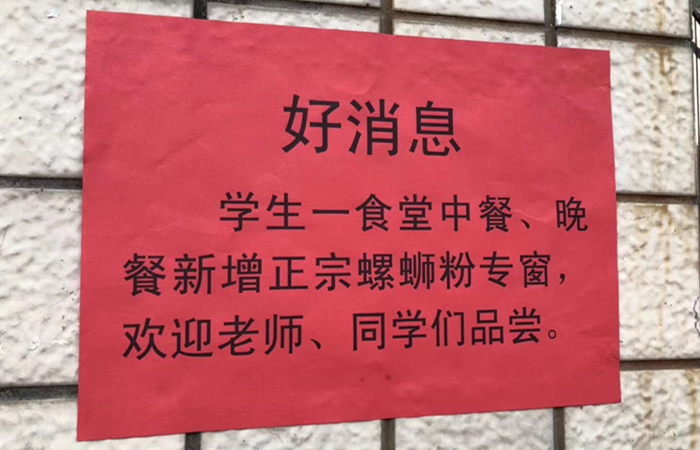 好消息
学生一食堂中餐、晚
餐新增正宗螺蛳粉专窗，
欢迎老师、同学们品尝。